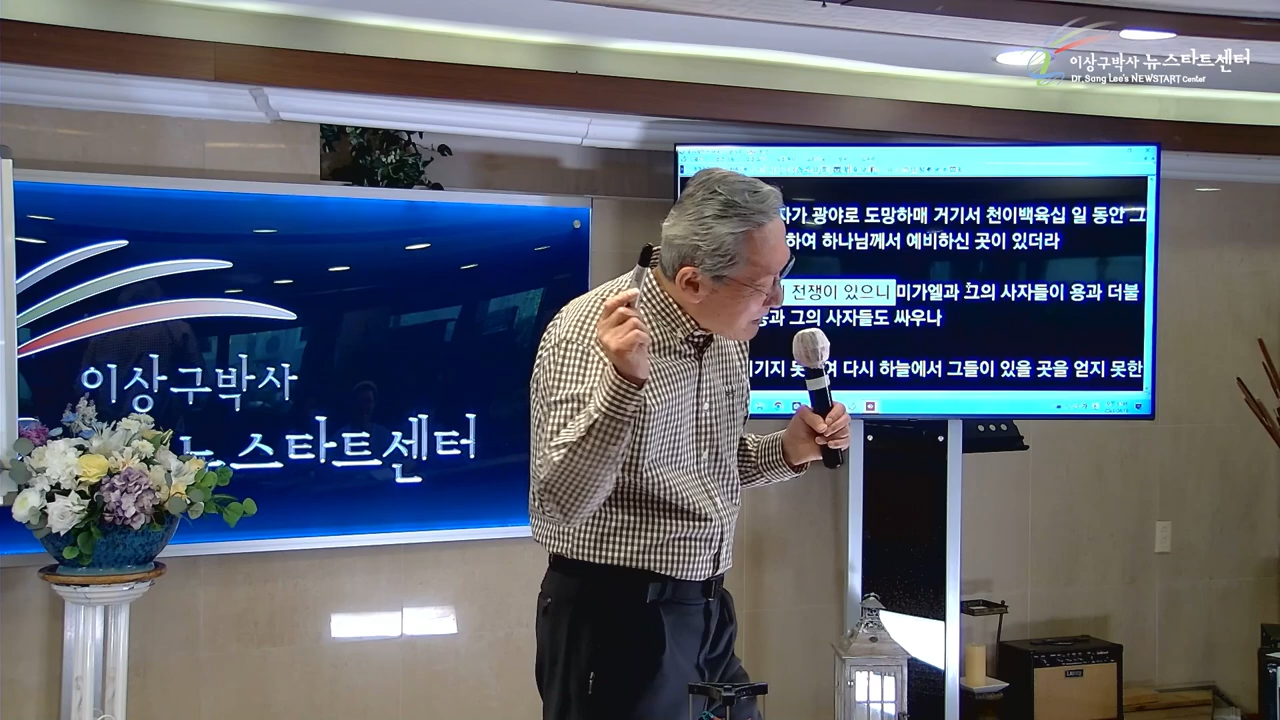 이상구박사 뉴스타트센터
Dr. Sang Lee's NEWSTART Center
이상구박사
뉴스타트센터
자가 광야로 도망하매 거기서 천이백육십 일 동안 그
하여 하나님께서 예비하신 곳이 있더라
전쟁이 있으니 미가엘과 그의 사자들이 용과 더불
용과 그의 사자들도 싸우나
이기지 못하여 다시 하늘에서 그들이 있을 곳을 얻지 못한
LANEY